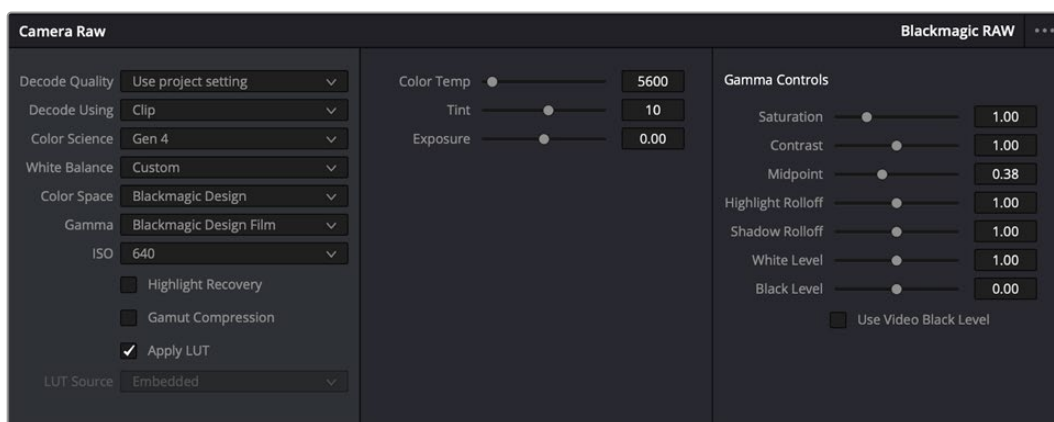 Camera Raw
Blackmagic RAW
Decode Quality Use project setting
Decode Using Clip
Color Science Gen 4
White Balance Custom
Color Space Blackmagic Design
Gamma Blackmagic Design Film
ISO 640
Highlight Recovery
Gamut Compression
Apply LUT
LUT Source Embedded
Color Temp 5600
Tint 10
Exposure 0.00
Gamma Controls
Saturation 1.00
Contrast 1.00
Midpoint 0.38
Highlight Rolloff 1.00
Shadow Rolloff 1.00
White Level 1.00
Black Level 0.00
Use Video Black Level